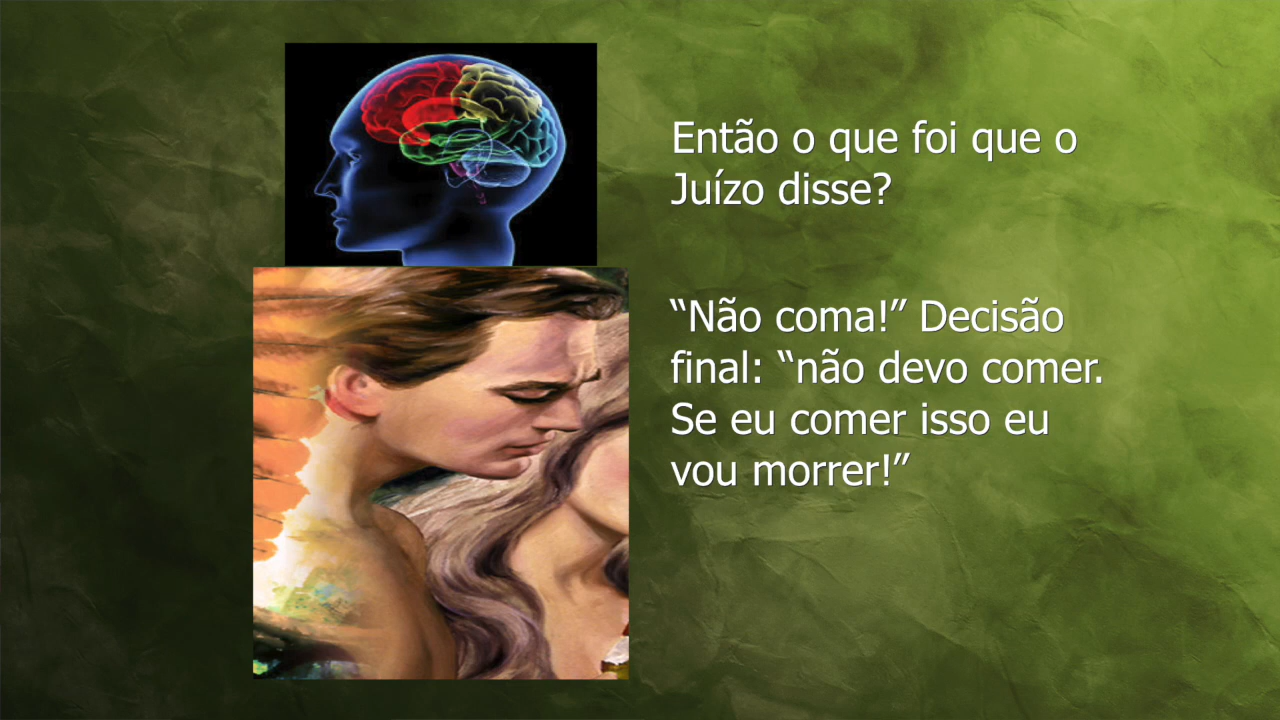 Então o que foi que o
Juízo disse?
“Não coma!” Decisão
final: “não devo comer.
Se eu comer isso eu
vou morrer!”